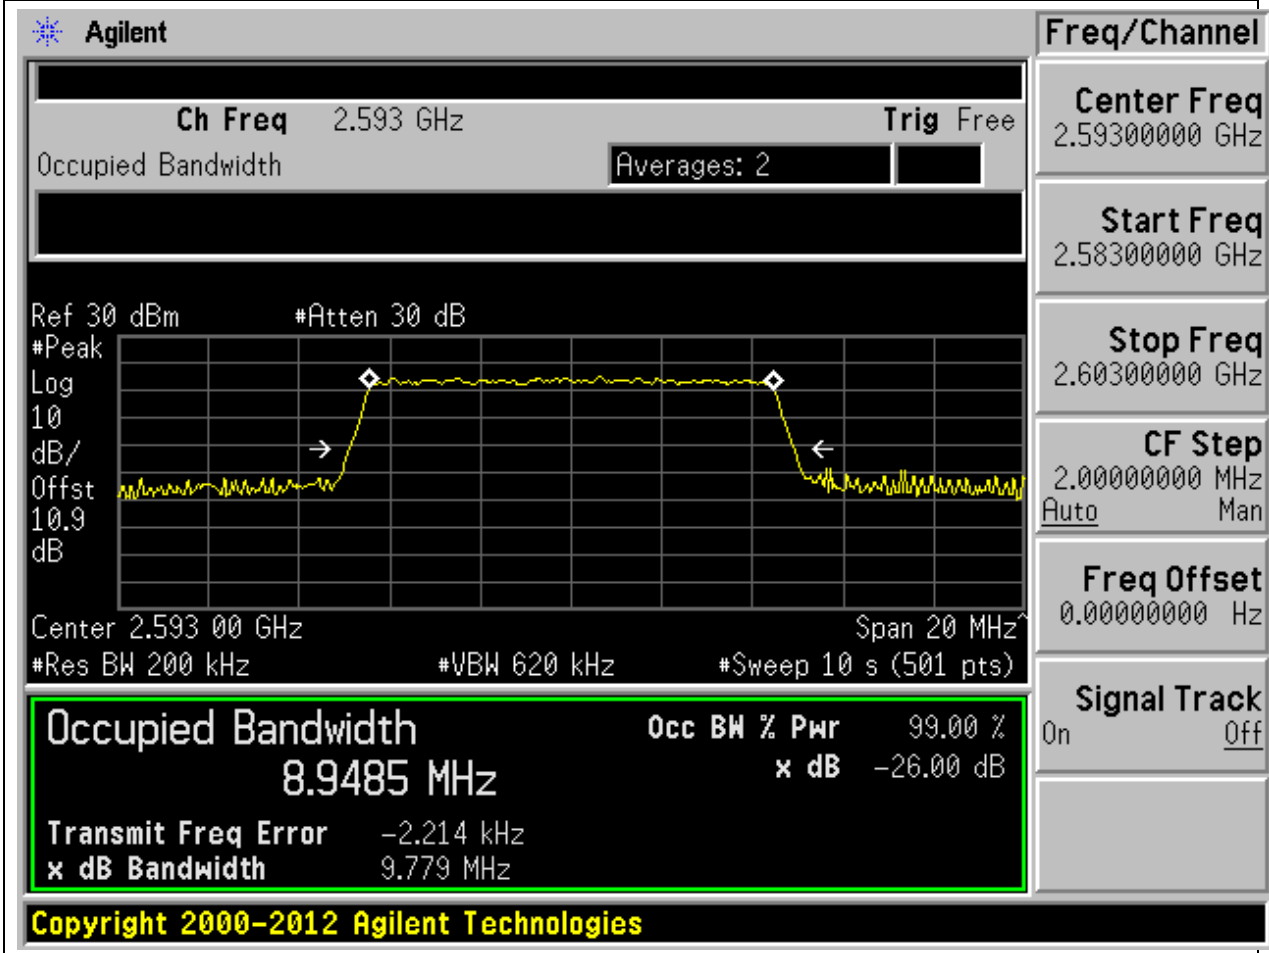 Agilent
Freq/Channel
Ch Freq 2.593 GHz Trig Free
Occupied Bandwidth Averages: 2
Center Freq
2.59300000 GHz
Start Freq
2.58300000 GHz
Stop Freq
2.60300000 GHz
CF Step
2.00000000 MHz
Auto Man
Freq Offset
0.00000000 Hz
Signal Track
On Off
Ref 30 dBm #Atten 30 dB
#Peak
Log
10
dB/
Offst
10.9
dB
Center 2.593 00 GHz Span 20 MHz^
#Res BW 200 kHz #VBW 620 kHz #Sweep 10 s (501 pts)
Occupied Bandwidth
8.9485 MHz
Occ BW % Pwr 99.00 %
x dB -26.00 dB
Transmit Freq Error -2.214 kHz
x dB Bandwidth 9.779 MHz
Copyright 2000-2012 Agilent Technologies